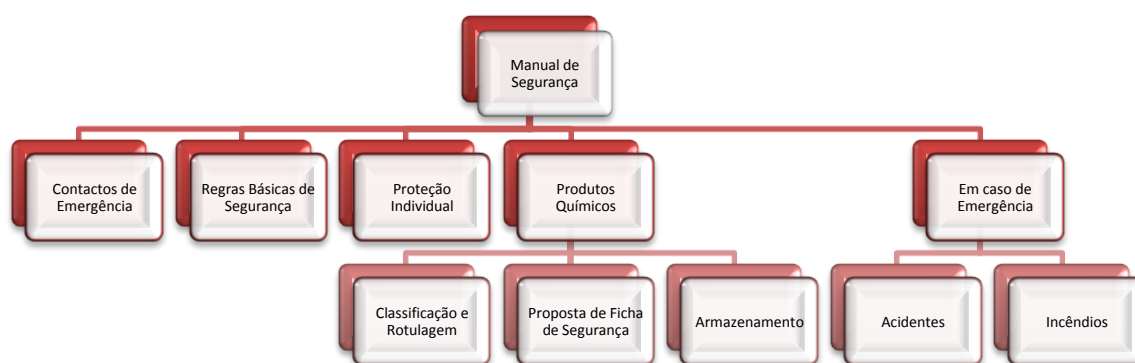 Manual de
Segurança
Contactos de
Emergência
Regras Básicas de
Segurança
Proteção
Individual
Produtos
Químicos
Em caso de
Emergência
Classificação e
Rotulagem
Proposta de Ficha
de Segurança
Armazenamento
Acidentes
Incêndios